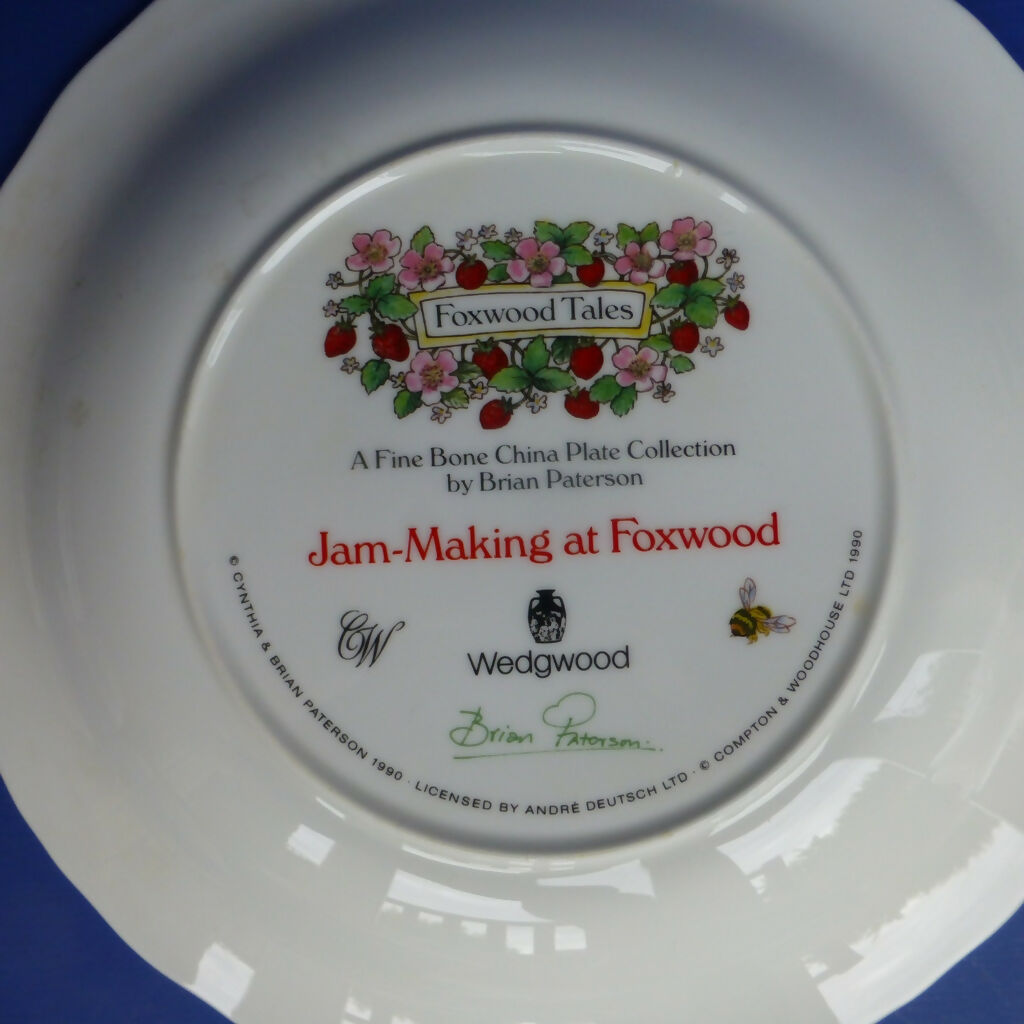 Foxwood Tales
A Fine Bone China Plate Collection
by Brian Paterson
Jam-Making at Foxwood
CW
Wedgwood
Brian Paterson.
© CYNTHIA & BRIAN PATERSON 1990 · LICENSED BY ANDRÉ DEUTSCH LTD · © COMPTON & WOODHOUSE LTD 1990